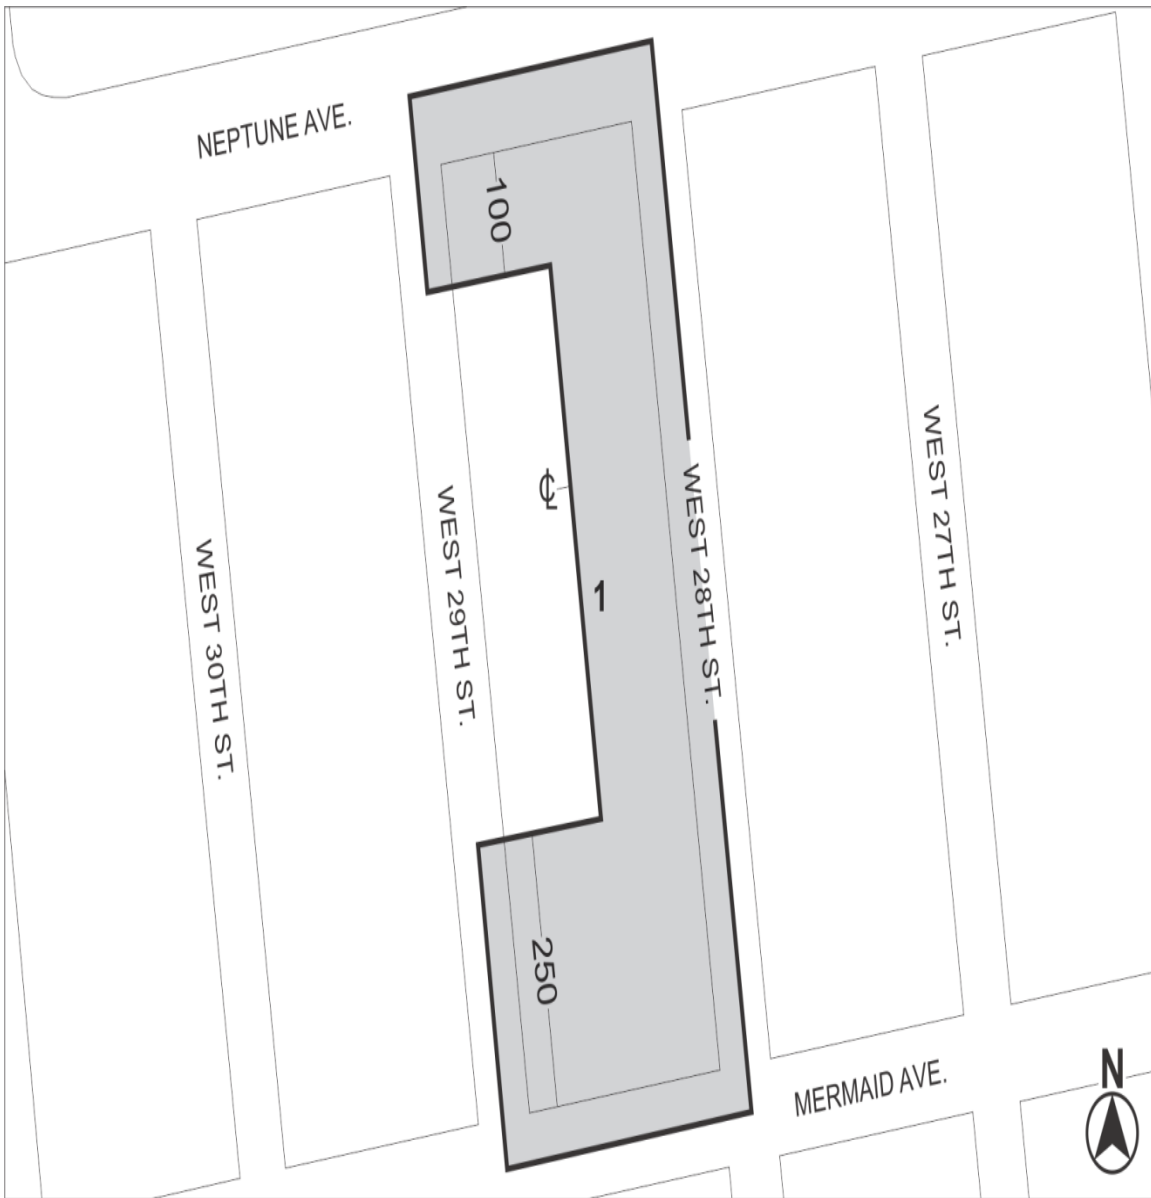 NEPTUNE AVE.
100
WEST 27TH ST.
WEST 28TH ST.
℄
WEST 29TH ST.
WEST 30TH ST.
1
250
MERMAID AVE.
N